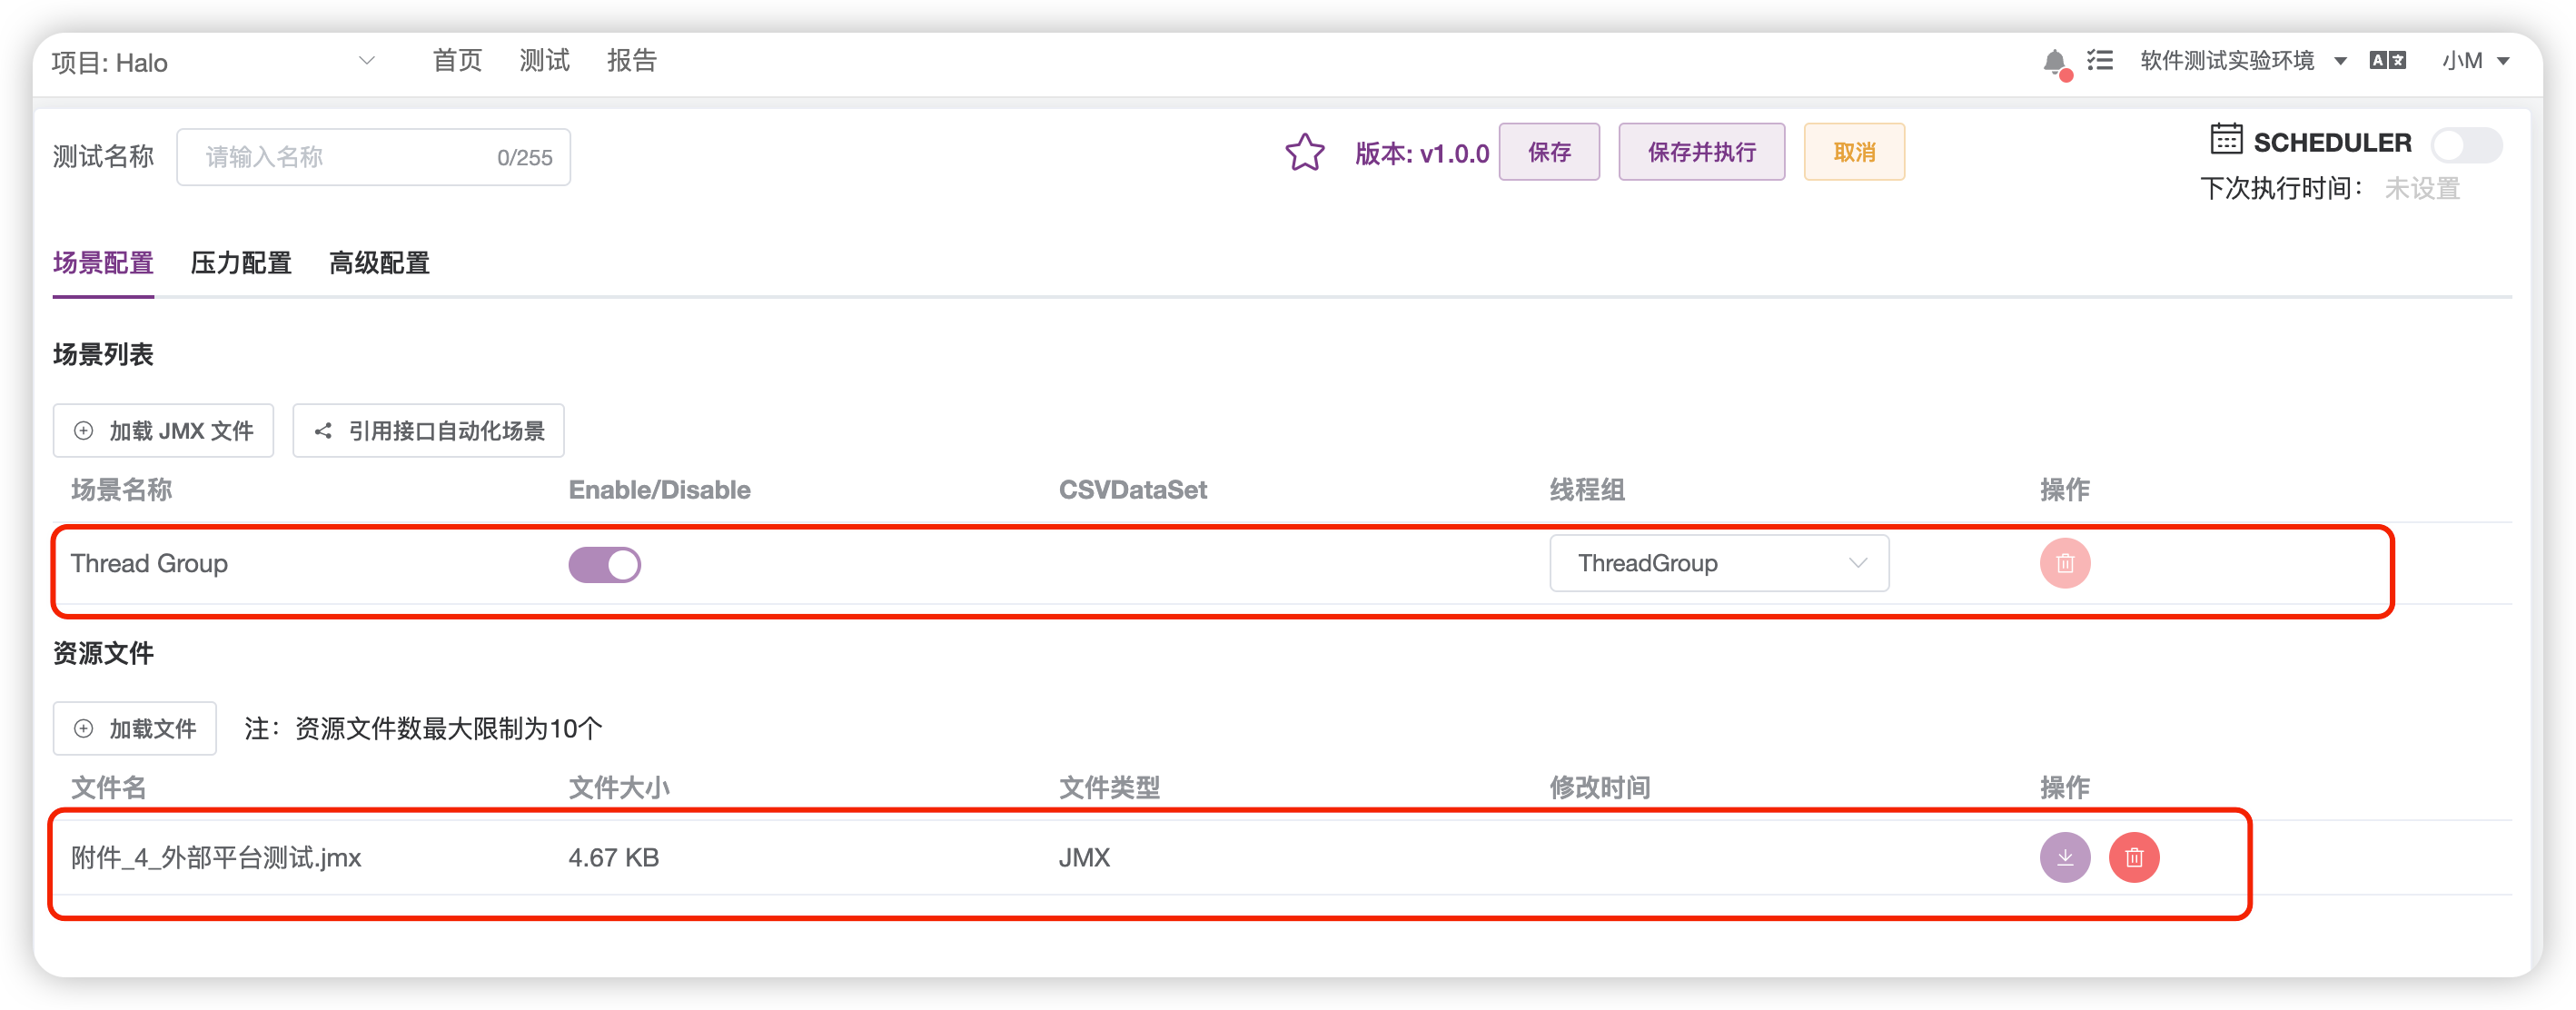 项目: Halo 首页 测试 报告 软件测试实验环境 小M
测试名称 请输入名称 0/255 版本: v1.0.0 保存 保存并执行 取消 SCHEDULER
下次执行时间： 未设置
场景配置 压力配置 高级配置
场景列表
加载 JMX 文件 引用接口自动化场景
场景名称 Enable/Disable CSVDataSet 线程组 操作
Thread Group ThreadGroup
资源文件
加载文件 注：资源文件数最大限制为10个
文件名 文件大小 文件类型 修改时间 操作
附件_4_外部平台测试.jmx 4.67 KB JMX